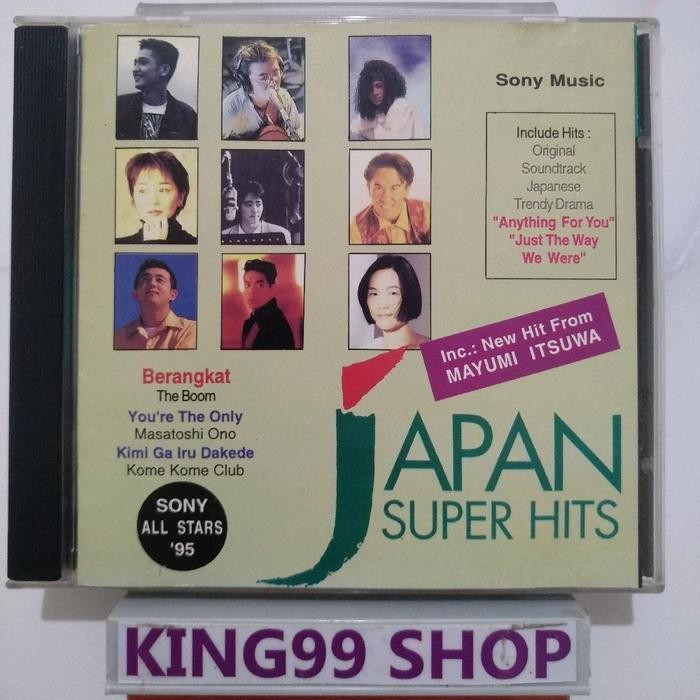 Sony Music
Include Hits :
Original
Soundtrack
Japanese
Trendy Drama
"Anything For You"
"Just The Way
We Were"
Inc.: New Hit From
MAYUMI ITSUWA
Berangkat
The Boom
You're The Only
Masatoshi Ono
Kimi Ga Iru Dakede
Kome Kome Club
SONY
ALL STARS
'95
JAPAN
SUPER HITS
KING99 SHOP